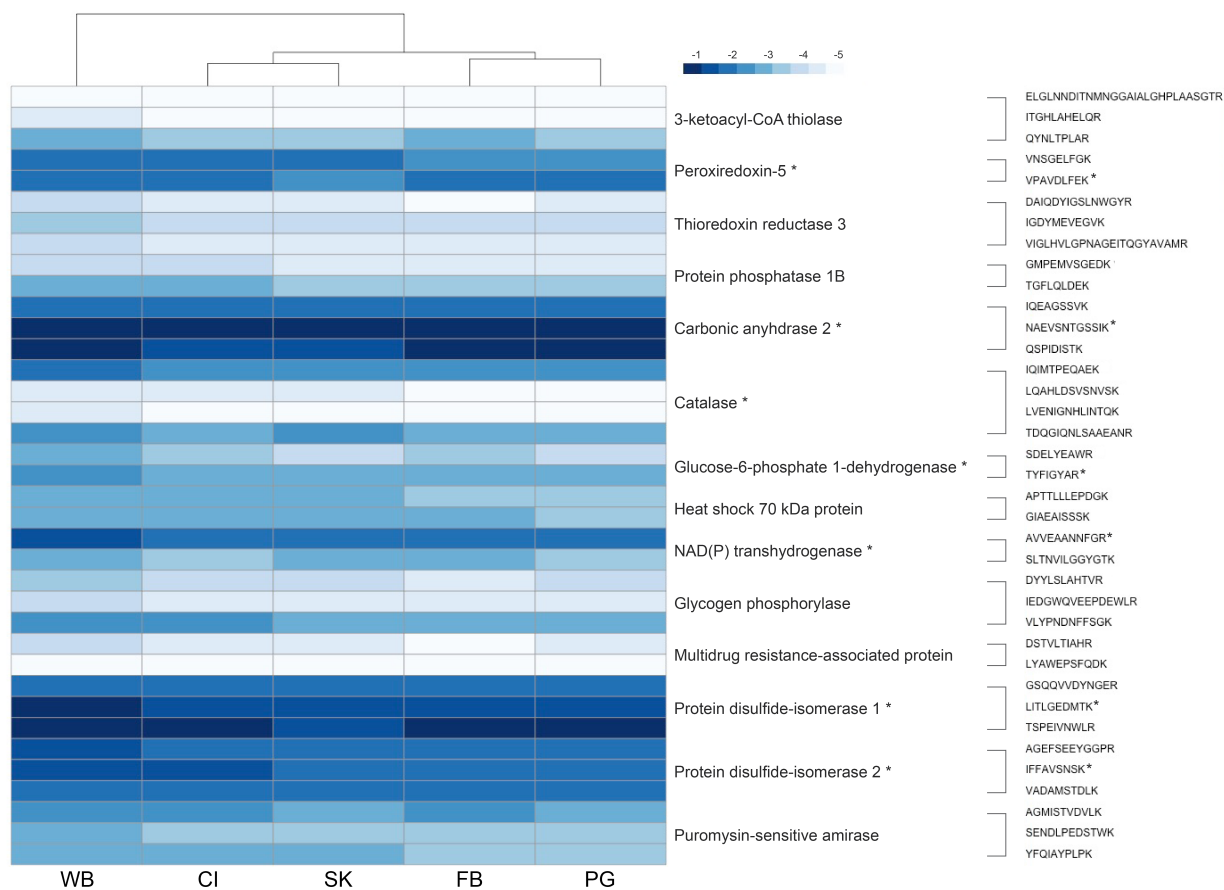 -1 -2 -3 -4 -5
3-ketoacyl-CoA thiolase
Peroxiredoxin-5 *
Thioredoxin reductase 3
Protein phosphatase 1B
Carbonic anyhdrase 2 *
Catalase *
Glucose-6-phosphate 1-dehydrogenase *
Heat shock 70 kDa protein
NAD(P) transhydrogenase *
Glycogen phosphorylase
Multidrug resistance-associated protein
Protein disulfide-isomerase 1 *
Protein disulfide-isomerase 2 *
Puromysin-sensitive amirase
ELGLNNDITNMNGGAIALGHPLAASGTR
ITGHLAHELQR
QYNLTPLAR
VNSGELFGK
VPAVDLFEK*
DAIQDYIGSLNWGYR
IGDYMEVEGVK
VIGLHVLGPNAGEITQGYAVAMR
GMPEMVSGEDK
TGFLQLDEK
IQEAGSSVK
NAEVSNTGSSIK*
QSPIDISTK
IQIMTPEQAEK
LQAHLDSVSNVSK
LVENIGNHLINTQK
TDQGIQNLSAAEANR
SDELYEAWR
TYFIGYAR*
APTTLLLEPDGK
GIAEAISSSK
AVVEAANNFGR*
SLTNVILGGYGTK
DYYLSLAHTVR
IEDGWQVEEPDEWLR
VLYPNDNFFSGK
DSTVLTIAHR
LYAWEPSFQDK
GSQQVVDYNGER
LITLGEDMTK*
TSPEIVNWLR
AGEFSEEYGGPR
IFFAVSNSK*
VADAMSTDLK
AGMISTVDVLK
SENDLPEDSTWK
YFQIAYPLPK
WB CI SK FB PG